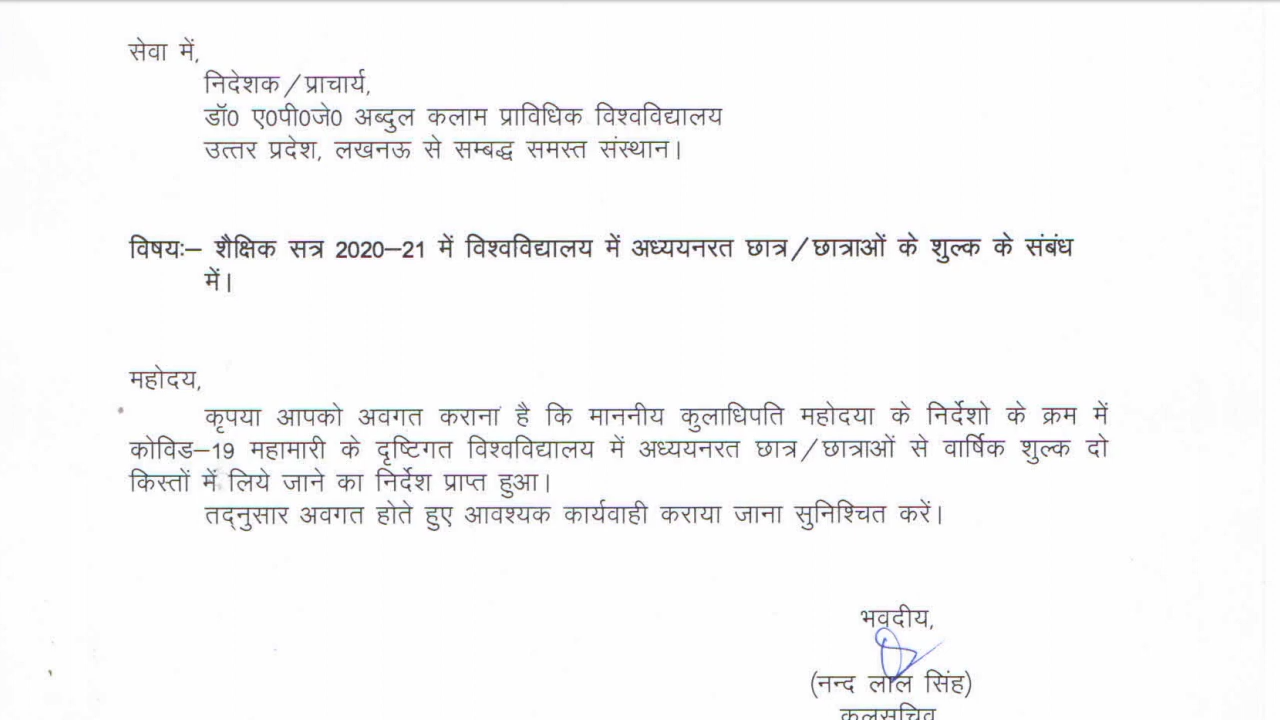 सेवा में,
निदेशक/प्राचार्य,
डॉ0 ए0पी0जे0 अब्दुल कलाम प्राविधिक विश्वविद्यालय
उत्तर प्रदेश, लखनऊ से सम्बद्ध समस्त संस्थान।
विषयः– शैक्षिक सत्र 2020–21 में विश्वविद्यालय में अध्ययनरत छात्र/छात्राओं के शुल्क के संबंध
में।
महोदय,
कृपया आपको अवगत कराना है कि माननीय कुलाधिपति महोदया के निर्देशो के क्रम में
कोविड–19 महामारी के दृष्टिगत विश्वविद्यालय में अध्ययनरत छात्र/छात्राओं से वार्षिक शुल्क दो
किस्तों में लिये जाने का निर्देश प्राप्त हुआ।
तद्नुसार अवगत होते हुए आवश्यक कार्यवाही कराया जाना सुनिश्चित करें।
भवदीय,
(नन्द लाल सिंह)
कुलसचिव